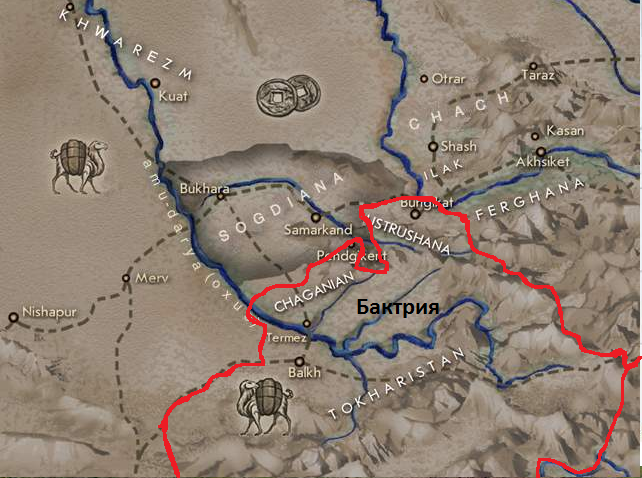 KHWAREZM
Kuat
Otrar
Taraz
CHACH
Kasan
Shash
Akhsiket
ILAK
amudarya (oxus)
Bukhara
SOGDIANA
Bungikat
FERGHANA
Samarkand
USTRUSHANA
Pendgikent
Merv
CHAGANIAN
Nishapur
Бактрия
Termez
Balkh
TOKHARISTAN